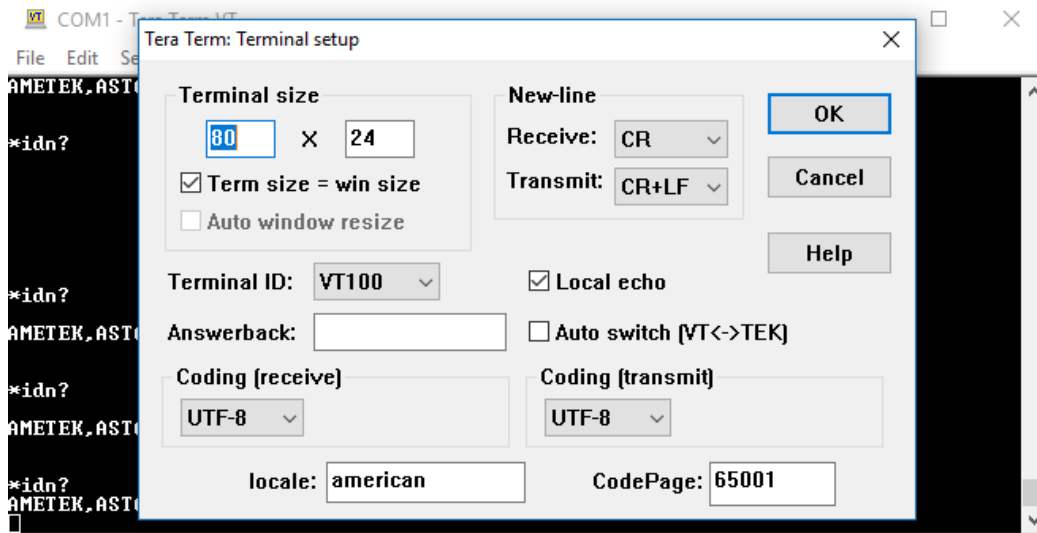 COM1 - Tera Term VT
Tera Term: Terminal setup
File Edit Se
AMETEK,AST
*idn?
*idn?
AMETEK,AST
*idn?
AMETEK,AST
*idn?
AMETEK,AST
Terminal size
80 X 24
Term size = win size
Auto window resize
New-line
Receive: CR
Transmit: CR+LF
OK
Cancel
Help
Terminal ID: VT100
Local echo
Answerback:
Auto switch (VT<->TEK)
Coding (receive)
UTF-8
Coding (transmit)
UTF-8
locale: american
CodePage: 65001